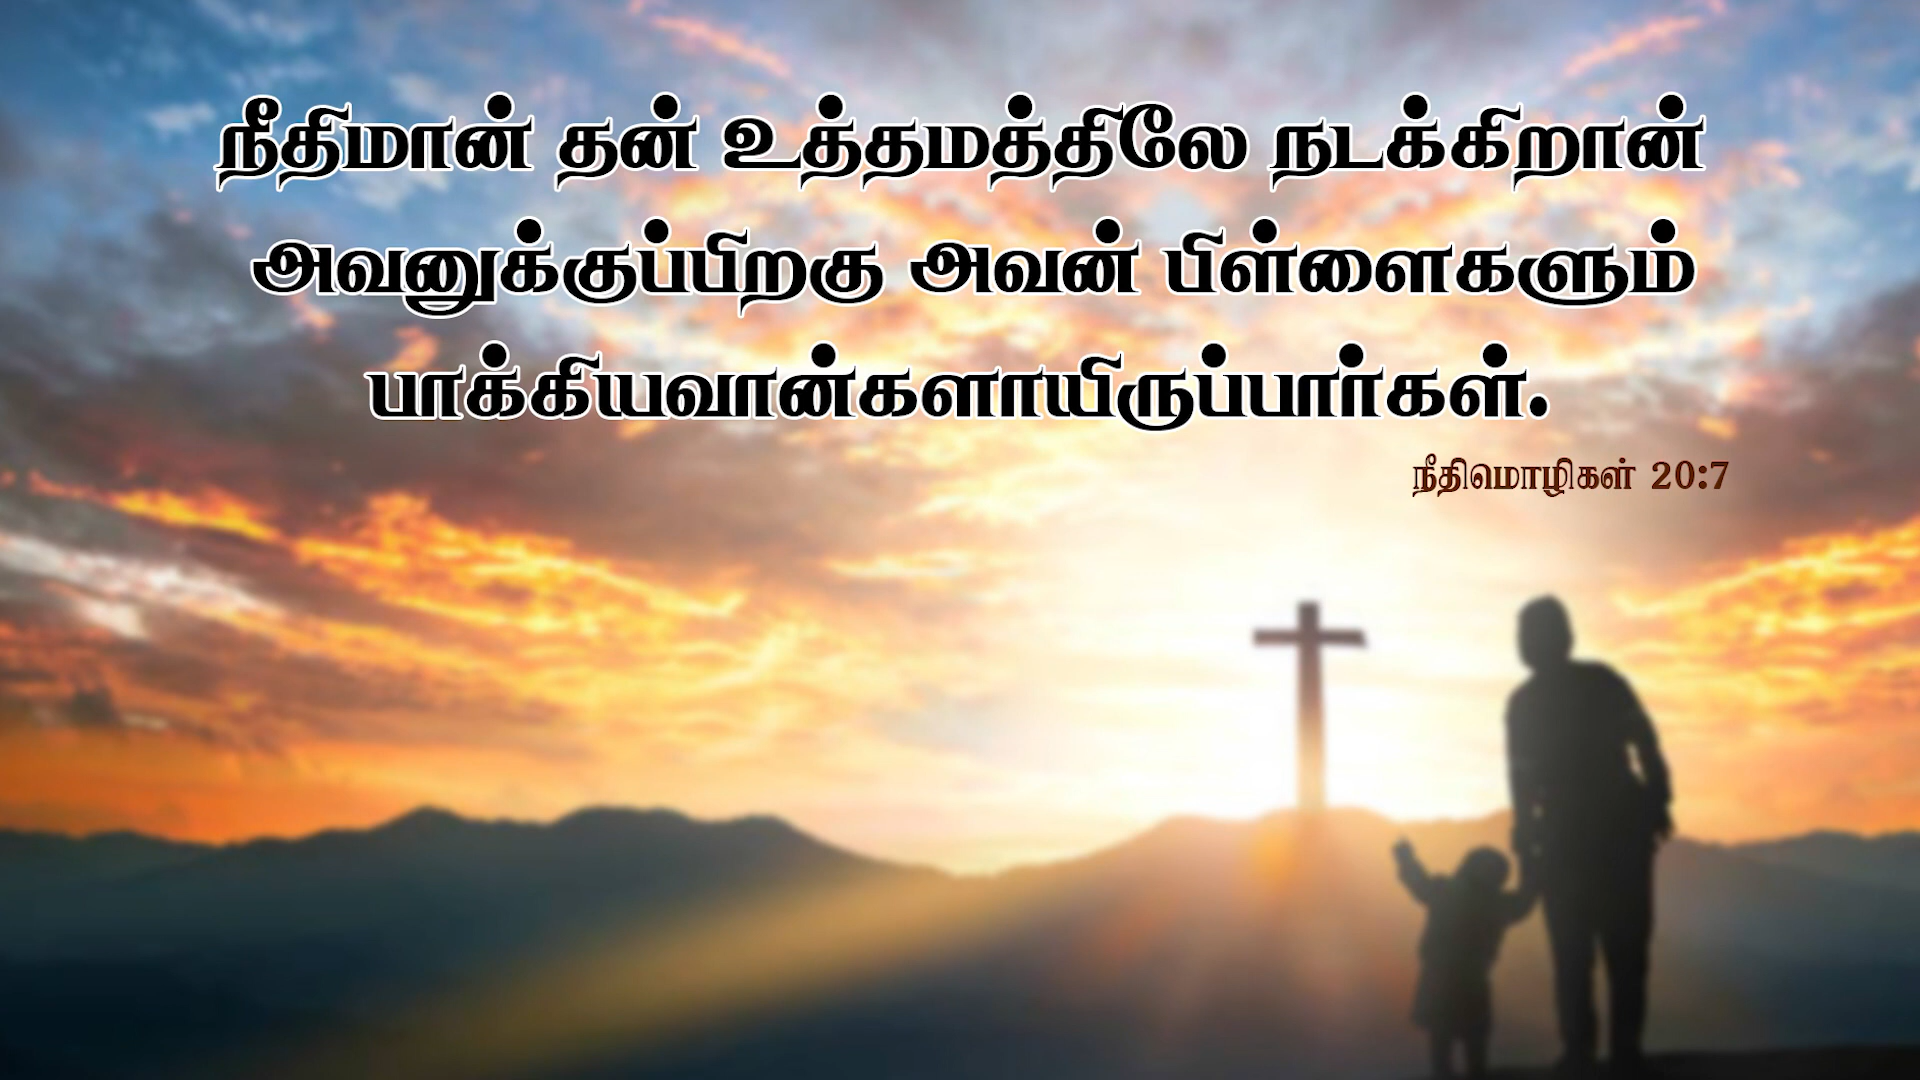 நீதிமான் தன் உத்தமத்திலே நடக்கிறான்
அவனுக்குப்பிறகு அவன் பிள்ளைகளும்
பாக்கியவான்களாயிருப்பார்கள்.
நீதிமொழிகள் 20:7